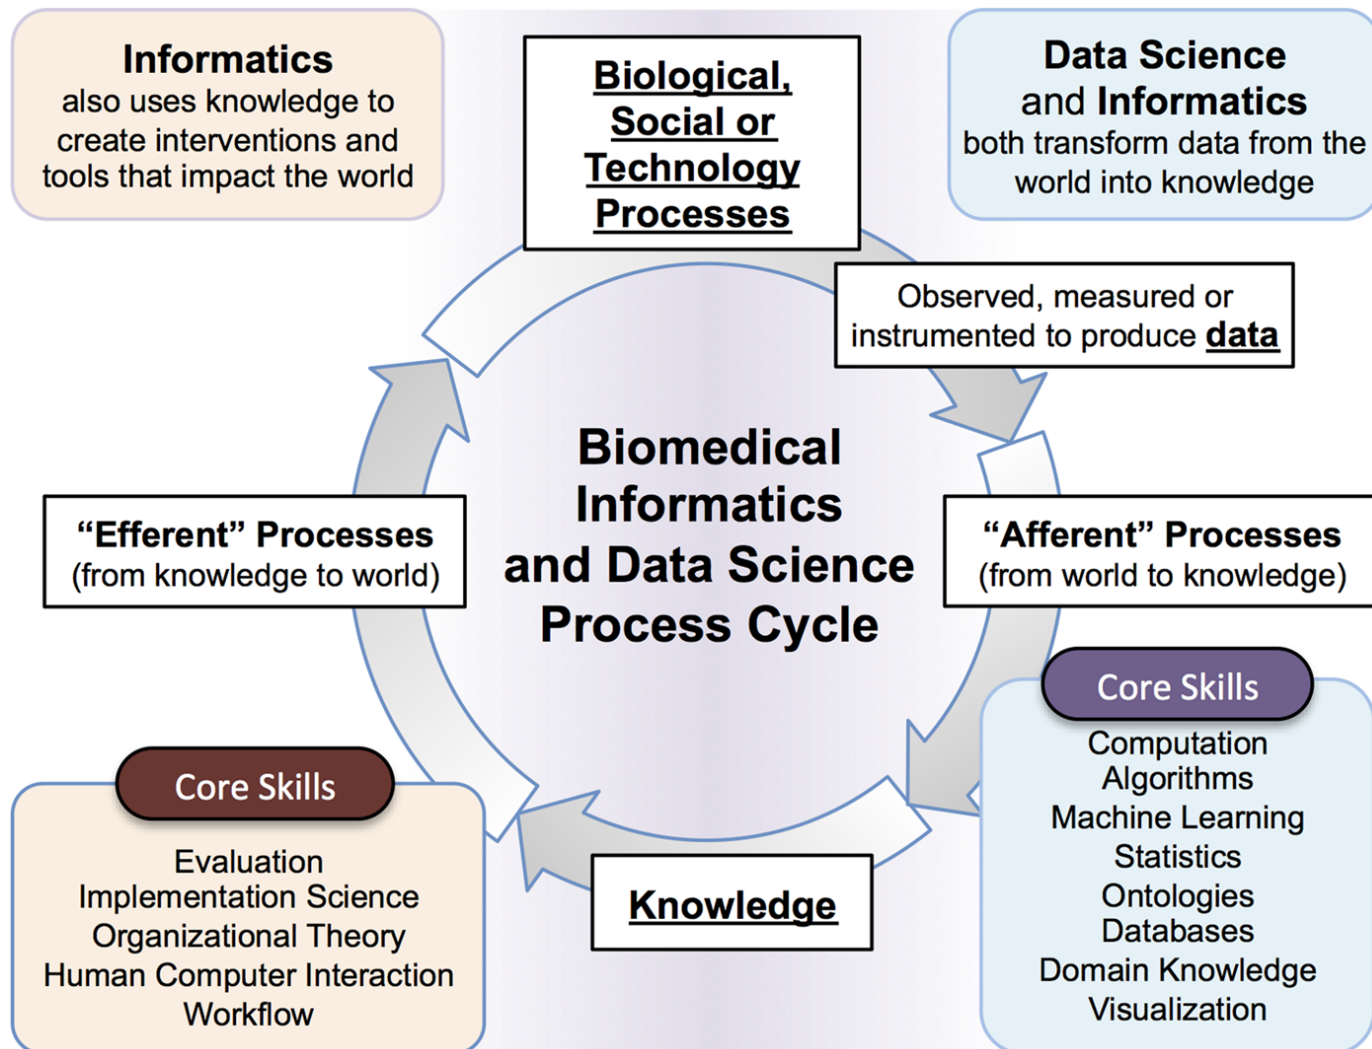 Informatics
also uses knowledge to
create interventions and
tools that impact the world
Biological,
Social or
Technology
Processes
Data Science
and Informatics
both transform data from the
world into knowledge
Observed, measured or
instrumented to produce data
Biomedical
Informatics
and Data Science
Process Cycle
“Efferent” Processes
(from knowledge to world)
“Afferent” Processes
(from world to knowledge)
Core Skills
Evaluation
Implementation Science
Organizational Theory
Human Computer Interaction
Workflow
Knowledge
Core Skills
Computation
Algorithms
Machine Learning
Statistics
Ontologies
Databases
Domain Knowledge
Visualization